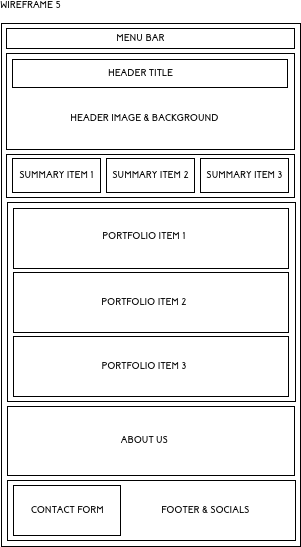 WIREFRAME 5
MENU BAR
HEADER TITLE
HEADER IMAGE & BACKGROUND
SUMMARY ITEM 1
SUMMARY ITEM 2
SUMMARY ITEM 3
PORTFOLIO ITEM 1
PORTFOLIO ITEM 2
PORTFOLIO ITEM 3
ABOUT US
CONTACT FORM
FOOTER & SOCIALS